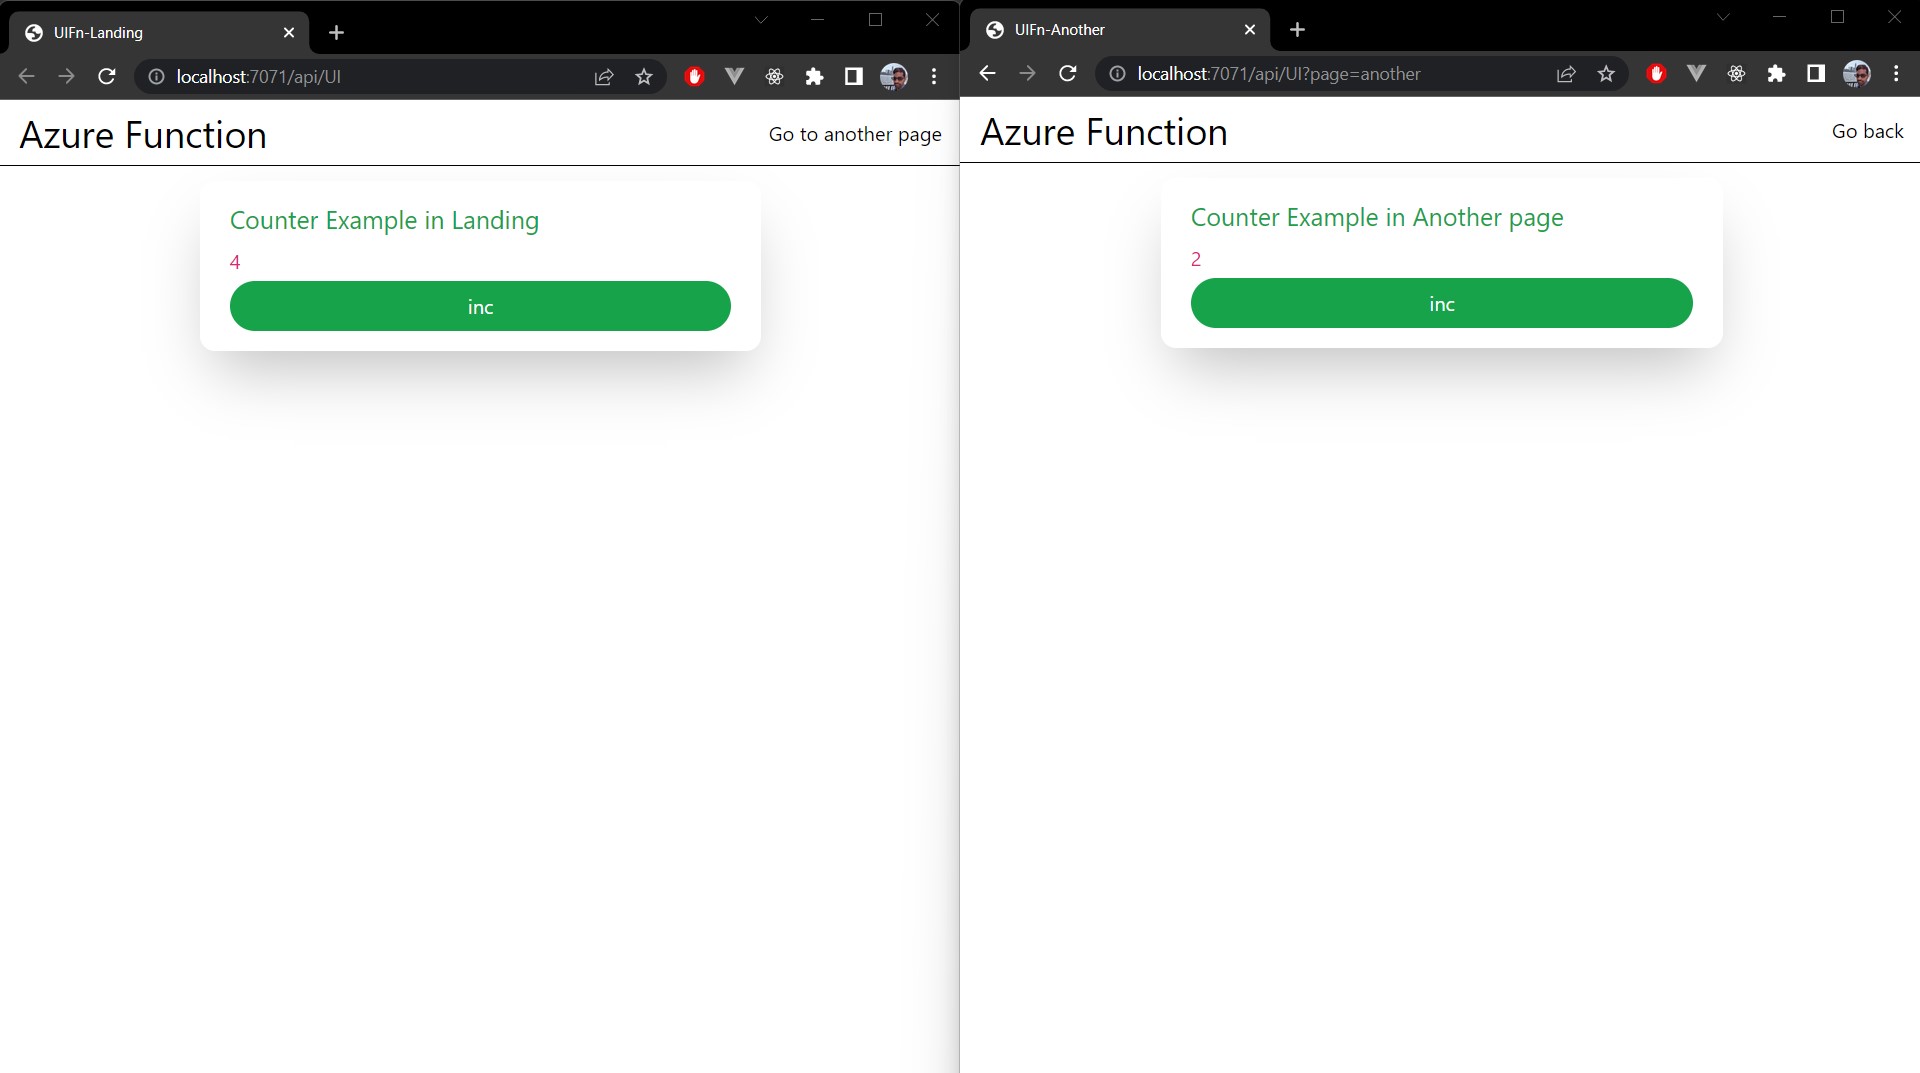 UIFn-Landing
localhost:7071/api/UI
Azure Function
Go to another page
Counter Example in Landing
4
inc
UIFn-Another
localhost:7071/api/UI?page=another
Azure Function
Go back
Counter Example in Another page
2
inc